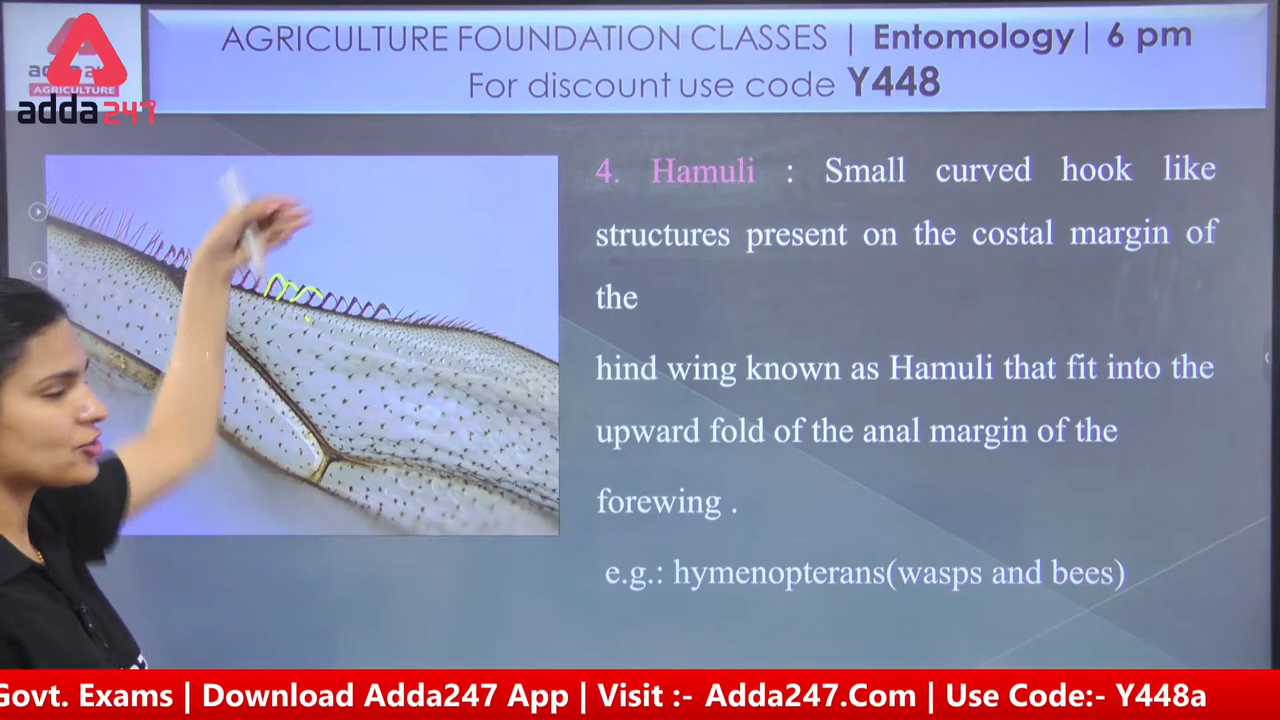 AGRICULTURE FOUNDATION CLASSES | Entomology| 6 pm
For discount use code Y448
AGRICULTURE
adda247
4. Hamuli : Small curved hook like
structures present on the costal margin of
the
hind wing known as Hamuli that fit into the
upward fold of the anal margin of the
forewing .
e.g.: hymenopterans(wasps and bees)
Govt. Exams | Download Adda247 App | Visit :- Adda247.Com | Use Code:- Y448a